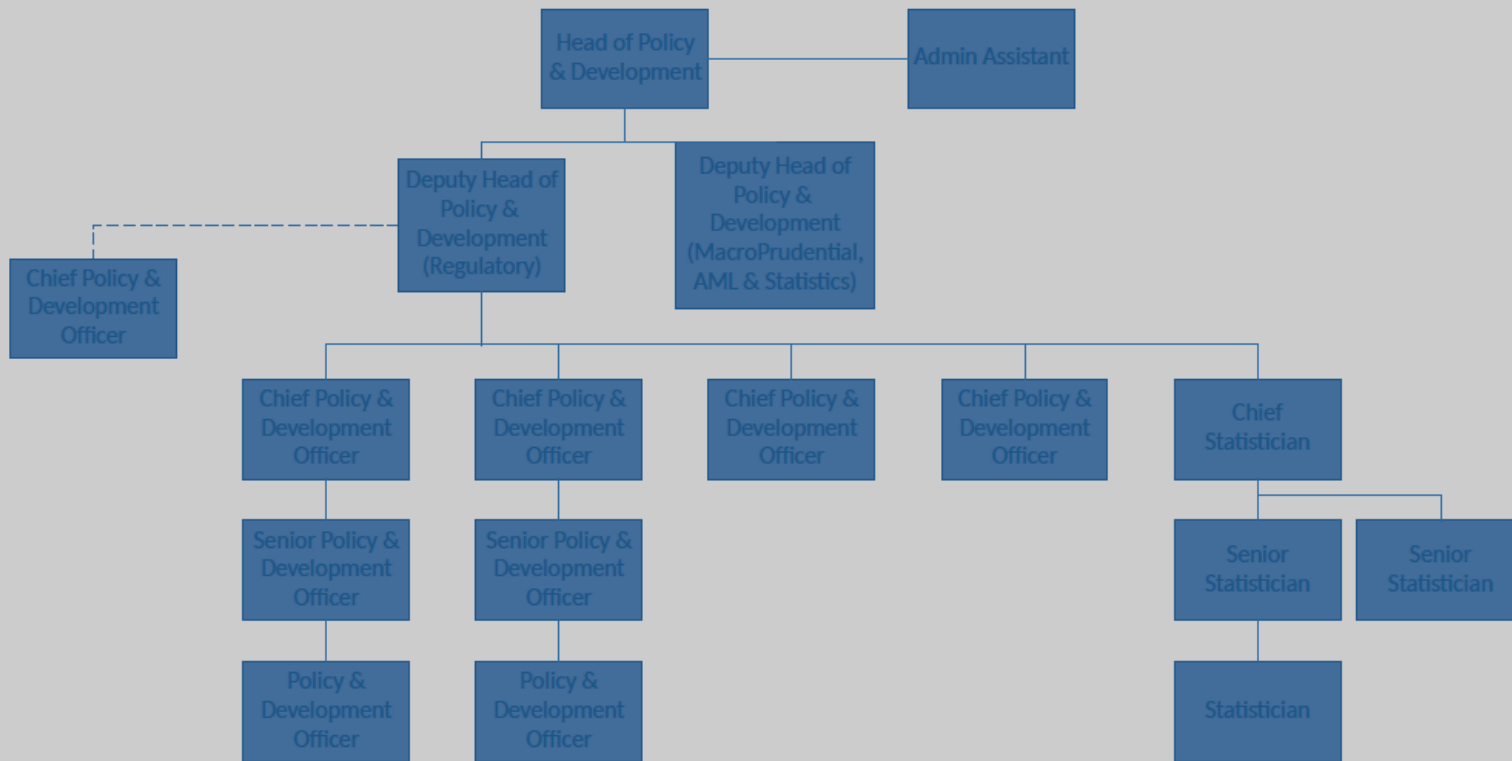 Head of Policy
& Development
Admin Assistant
Deputy Head of
Policy &
Development
(Regulatory)
Deputy Head of
Policy &
Development
(MacroPrudential,
AML & Statistics)
Chief Policy &
Development
Officer
Chief Policy &
Development
Officer
Chief Policy &
Development
Officer
Chief Policy &
Development
Officer
Chief Policy &
Development
Officer
Chief
Statistician
Senior Policy &
Development
Officer
Senior Policy &
Development
Officer
Senior
Statistician
Senior
Statistician
Policy &
Development
Officer
Policy &
Development
Officer
Statistician